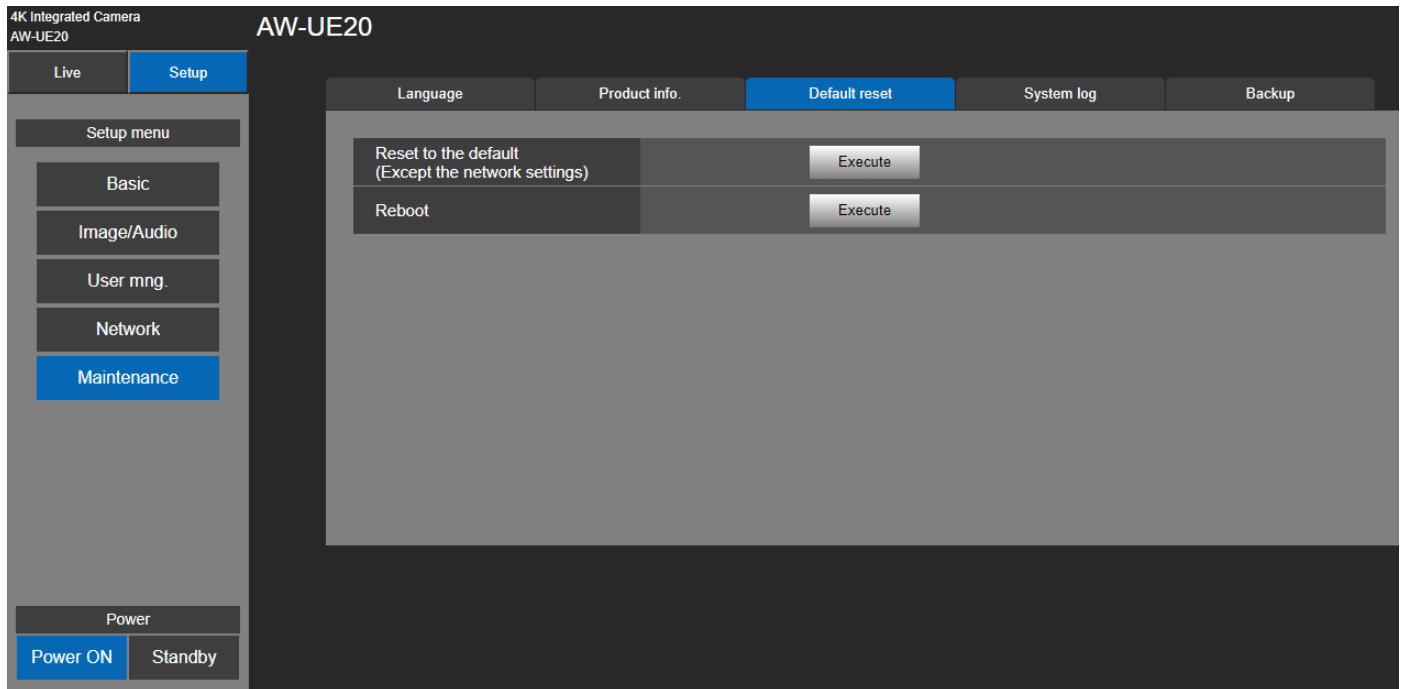 4K Integrated Camera
AW-UE20
AW-UE20
Live
Setup
Language
Product info.
Default reset
System log
Backup
Setup menu
Basic
Image/Audio
User mng.
Network
Maintenance
Reset to the default
(Except the network settings)
Execute
Reboot
Execute
Power
Power ON
Standby